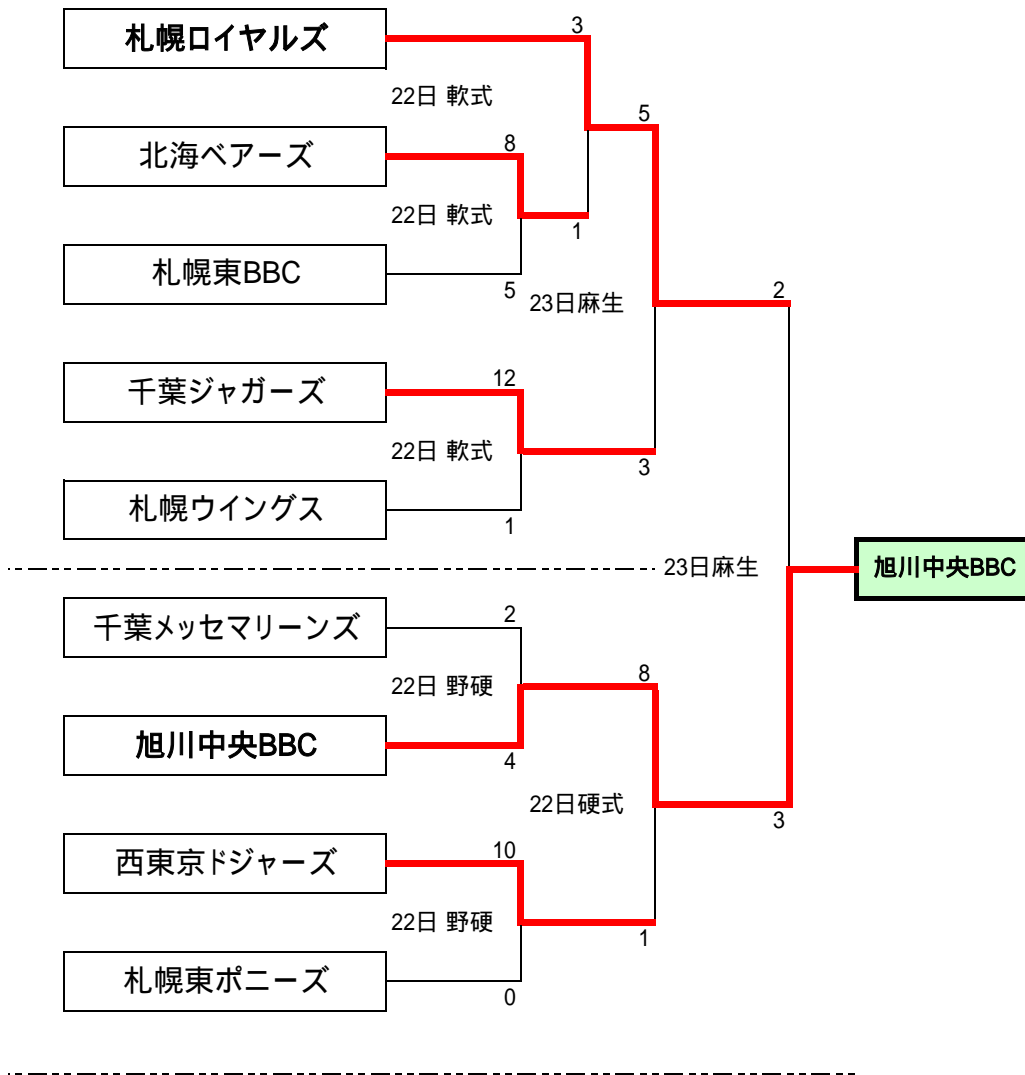 札幌ロイヤルズ
3
22日 軟式
5
北海ベアーズ
8
22日 軟式
1
札幌東BBC
5
23日麻生
2
千葉ジャガーズ
12
22日 軟式
3
札幌ウイングス
1
23日麻生
旭川中央BBC
千葉メッセマリーンズ
2
22日 野硬
8
旭川中央BBC
4
22日硬式
3
西東京ドジャーズ
10
22日 野硬
1
札幌東ポニーズ
0